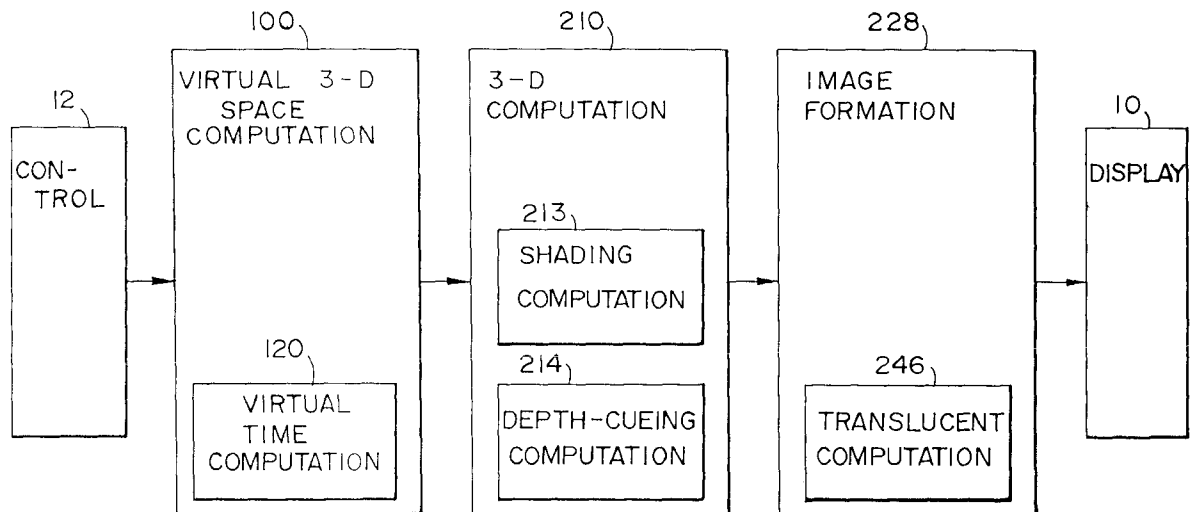 12
CON-
TROL
100
VIRTUAL 3-D
SPACE
COMPUTATION
120
VIRTUAL
TIME
COMPUTATION
210
3-D
COMPUTATION
213
SHADING
COMPUTATION
214
DEPTH-CUEING
COMPUTATION
228
IMAGE
FORMATION
246
TRANSLUCENT
COMPUTATION
10
DISPLAY